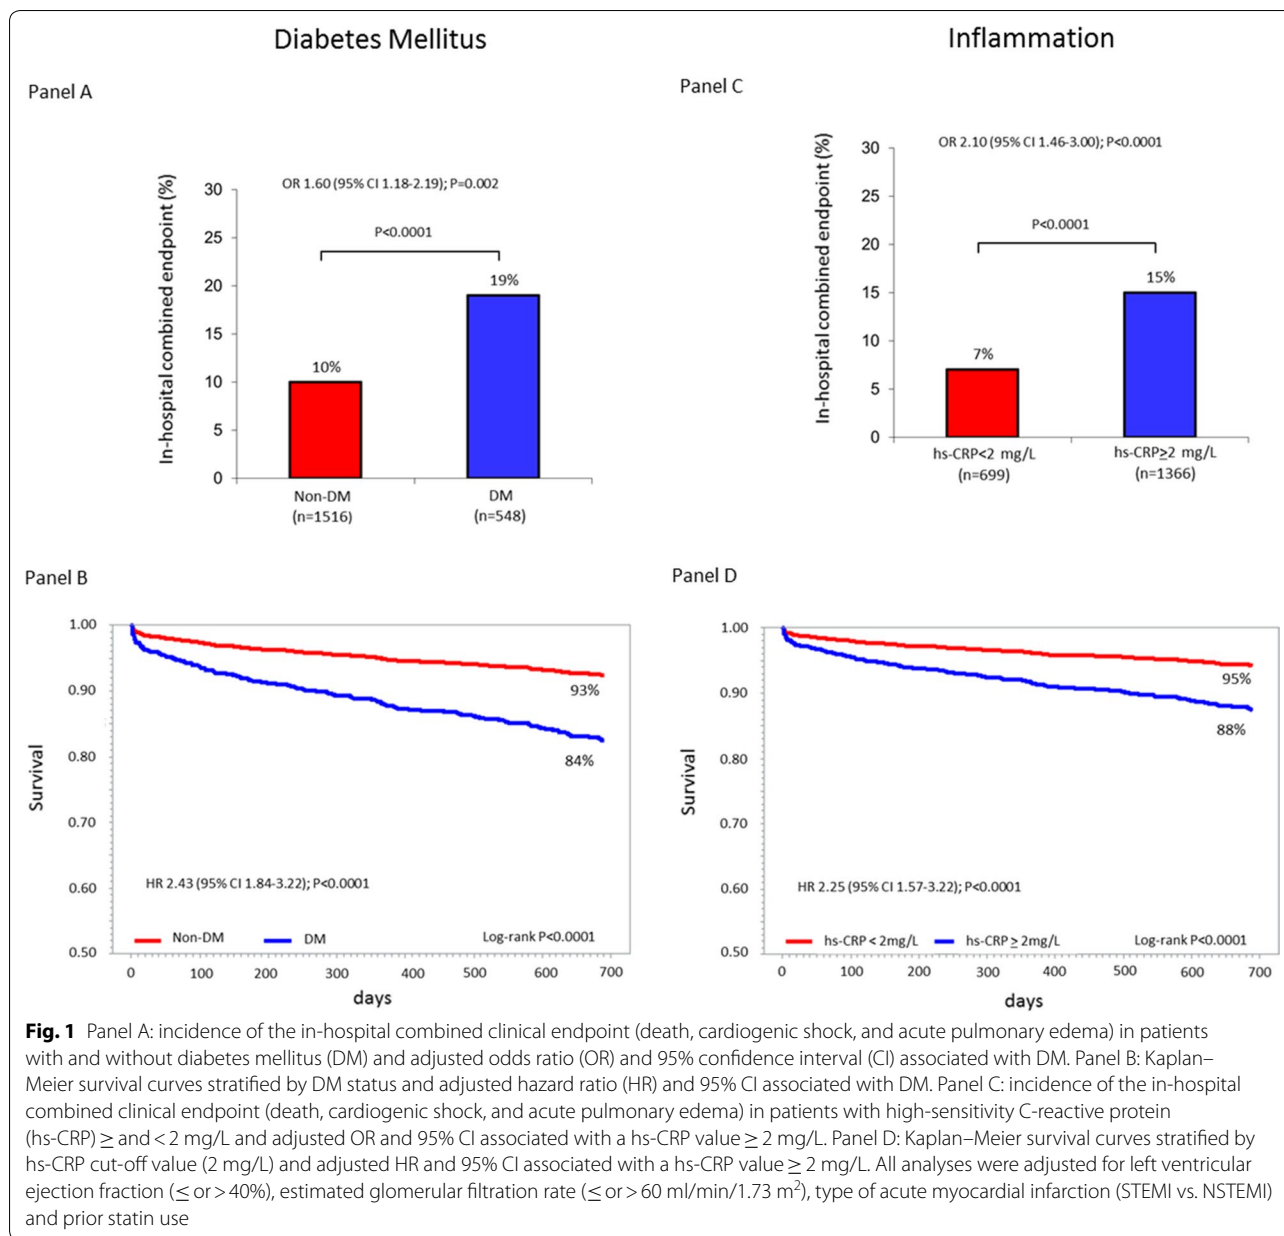 Diabetes Mellitus
Inflammation
Panel A
In-hospital combined endpoint (%)
OR 1.60 (95% CI 1.18-2.19); P=0.002
30
25
20
15
10
5
0
P<0.0001
10%
19%
Non-DM
(n=1516)
DM
(n=548)
Panel C
In-hospital combined endpoint (%)
OR 2.10 (95% CI 1.46-3.00); P<0.0001
30
25
20
15
10
5
0
P<0.0001
7%
15%
hs-CRP<2 mg/L
(n=699)
hs-CRP≥2 mg/L
(n=1366)
Panel B
Survival
1.00
0.90
0.80
0.70
0.60
0.50
93%
84%
HR 2.43 (95% CI 1.84-3.22); P<0.0001
Non-DM DM Log-rank P<0.0001
0 100 200 300 400 500 600 700
days
Panel D
Survival
1.00
0.90
0.80
0.70
0.60
0.50
95%
88%
HR 2.25 (95% CI 1.57-3.22); P<0.0001
hs-CRP < 2mg/L hs-CRP ≥ 2mg/L Log-rank P<0.0001
0 100 200 300 400 500 600 700
days
Fig. 1 Panel A: incidence of the in-hospital combined clinical endpoint (death, cardiogenic shock, and acute pulmonary edema) in patients
with and without diabetes mellitus (DM) and adjusted odds ratio (OR) and 95% confidence interval (CI) associated with DM. Panel B: Kaplan–
Meier survival curves stratified by DM status and adjusted hazard ratio (HR) and 95% CI associated with DM. Panel C: incidence of the in-hospital
combined clinical endpoint (death, cardiogenic shock, and acute pulmonary edema) in patients with high-sensitivity C-reactive protein
(hs-CRP) ≥ and < 2 mg/L and adjusted OR and 95% CI associated with a hs-CRP value ≥ 2 mg/L. Panel D: Kaplan–Meier survival curves stratified by
hs-CRP cut-off value (2 mg/L) and adjusted HR and 95% CI associated with a hs-CRP value ≥ 2 mg/L. All analyses were adjusted for left ventricular
ejection fraction (≤ or > 40%), estimated glomerular filtration rate (≤ or > 60 ml/min/1.73 m²), type of acute myocardial infarction (STEMI vs. NSTEMI)
and prior statin use